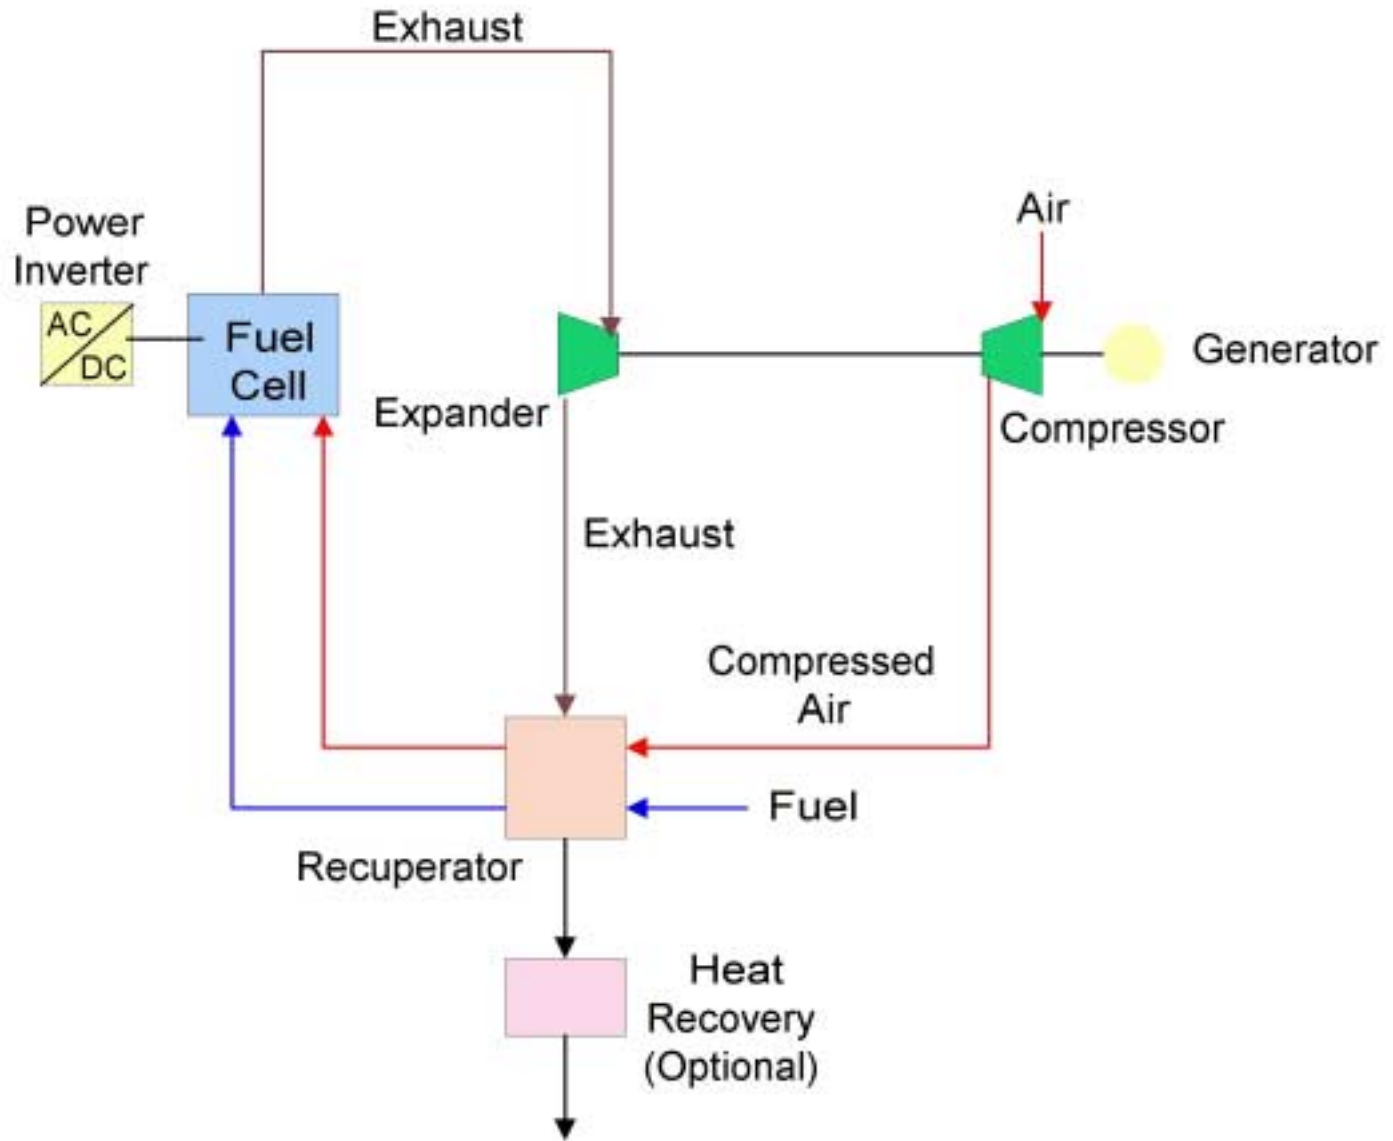 Exhaust
Air
Power
Inverter
AC
DC
Fuel
Cell
Generator
Expander
Compressor
Exhaust
Compressed
Air
Fuel
Recuperator
Heat
Recovery
(Optional)